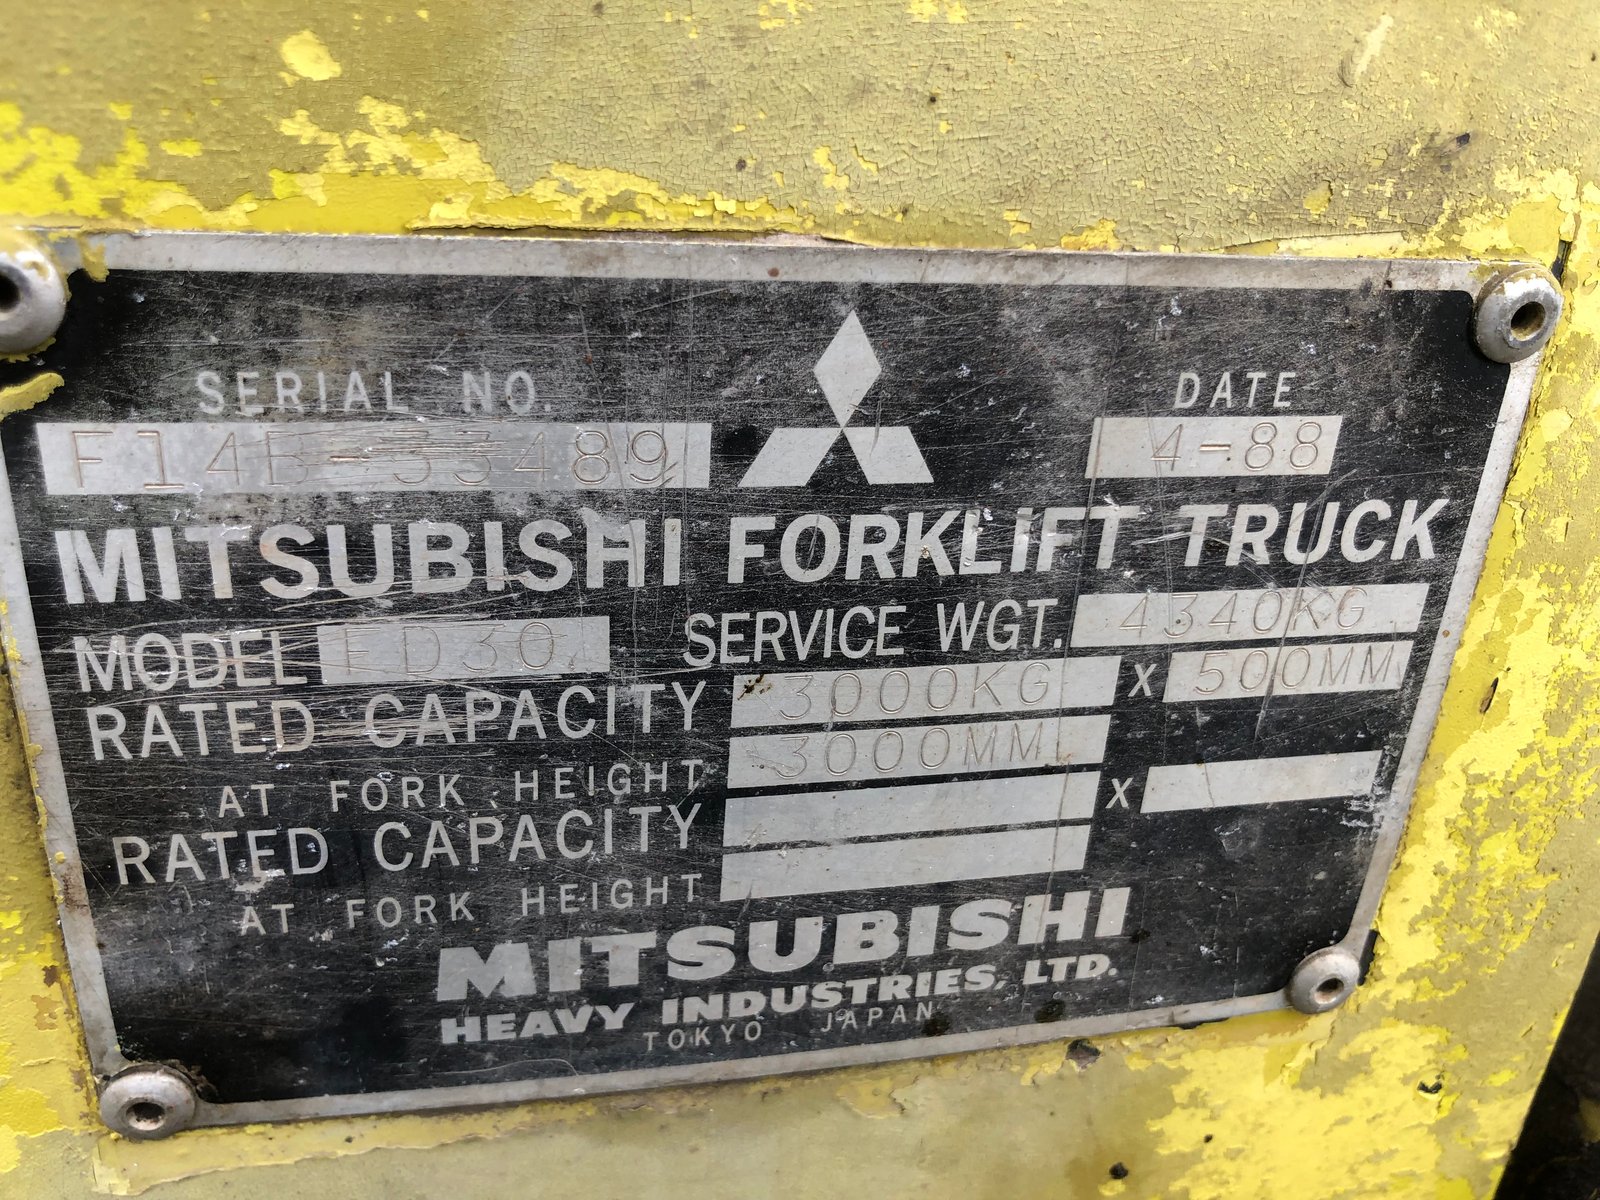 SERIAL NO.
DATE
F14B-33489
4-88
MITSUBISHI FORKLIFT TRUCK
MODEL FD30 SERVICE WGT. 4340KG
RATED CAPACITY 3000KG X 500MM
AT FORK HEIGHT 3000MM
RATED CAPACITY X
AT FORK HEIGHT
MITSUBISHI
HEAVY INDUSTRIES, LTD.
TOKYO JAPAN